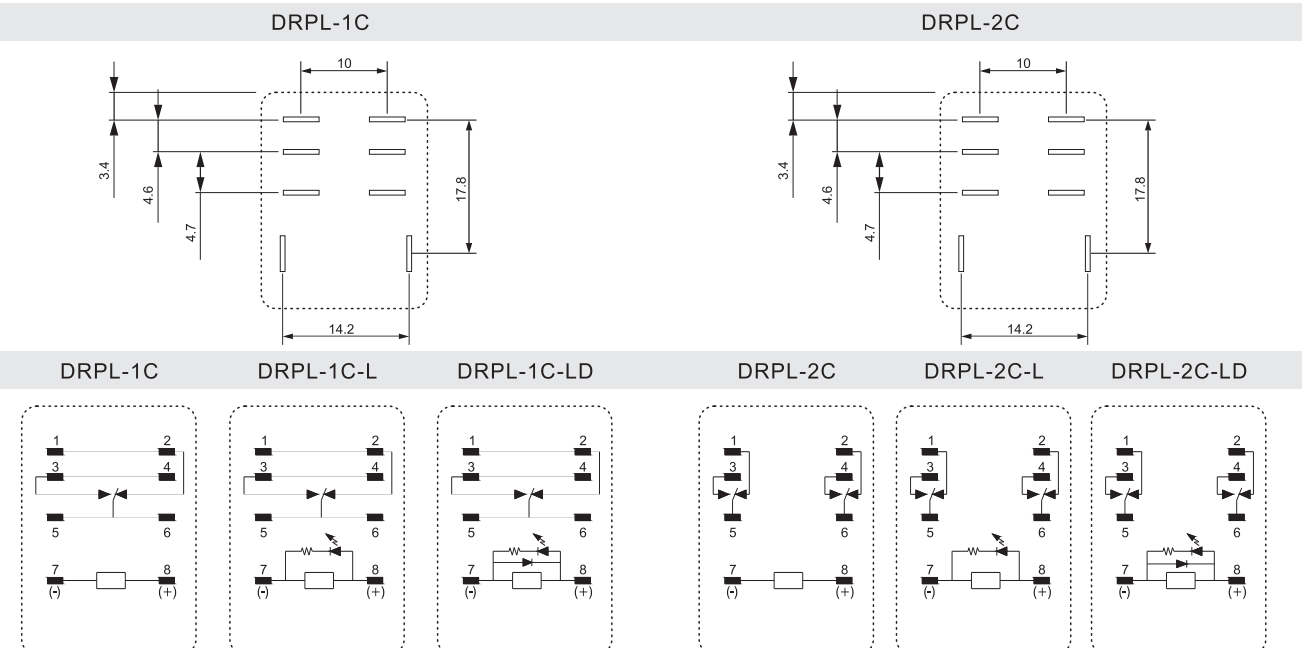 DRPL-1C DRPL-2C
10 10
3.4 4.6 4.7 17.8 3.4 4.6 4.7 17.8
14.2 14.2
DRPL-1C DRPL-1C-L DRPL-1C-LD DRPL-2C DRPL-2C-L DRPL-2C-LD
1 2 1 2 1 2 1 2 1 2 1 2
3 4 3 4 3 4 3 4 3 4 3 4
5 6 5 6 5 6 5 6 5 6 5 6
7 8 7 8 7 8 7 8 7 8 7 8
(-) (+) (-) (+) (-) (+) (-) (+) (-) (+) (-) (+)